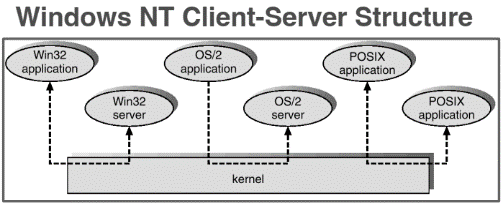 Windows NT Client-Server Structure
Win32
application
OS/2
application
POSIX
application
Win32
server
OS/2
server
POSIX
application
kernel